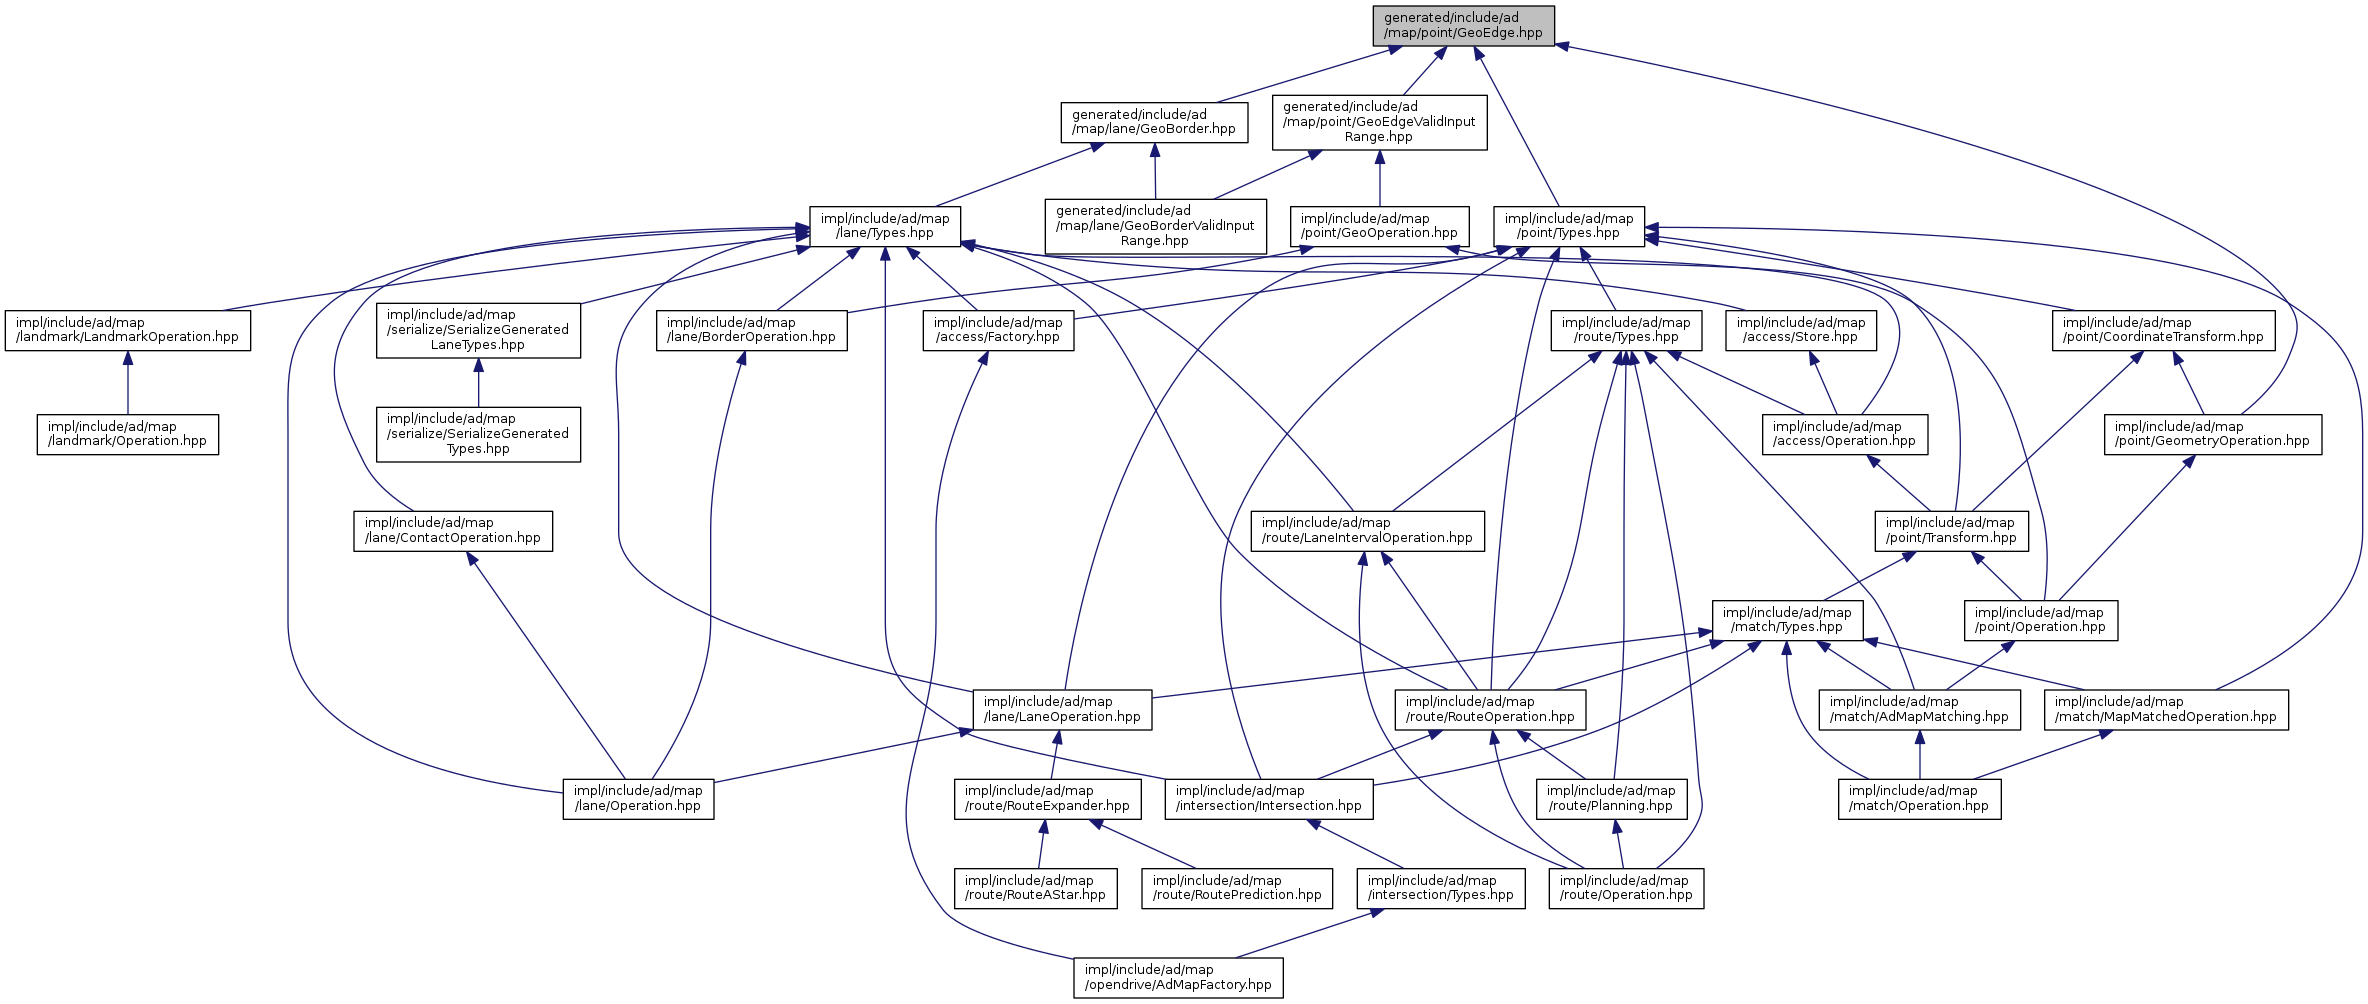 generated/include/ad
/map/point/GeoEdge.hpp
generated/include/ad
/map/lane/GeoBorder.hpp
generated/include/ad
/map/point/GeoEdgeValidInput
Range.hpp
impl/include/ad/map
/lane/Types.hpp
generated/include/ad
/map/lane/GeoBorderValidInput
Range.hpp
impl/include/ad/map
/point/GeoOperation.hpp
impl/include/ad/map
/point/Types.hpp
impl/include/ad/map
/landmark/LandmarkOperation.hpp
impl/include/ad/map
/serialize/SerializeGenerated
LaneTypes.hpp
impl/include/ad/map
/lane/BorderOperation.hpp
impl/include/ad/map
/access/Factory.hpp
impl/include/ad/map
/route/Types.hpp
impl/include/ad/map
/access/Store.hpp
impl/include/ad/map
/point/CoordinateTransform.hpp
impl/include/ad/map
/landmark/Operation.hpp
impl/include/ad/map
/serialize/SerializeGenerated
Types.hpp
impl/include/ad/map
/access/Operation.hpp
impl/include/ad/map
/point/GeometryOperation.hpp
impl/include/ad/map
/lane/ContactOperation.hpp
impl/include/ad/map
/route/LaneIntervalOperation.hpp
impl/include/ad/map
/point/Transform.hpp
impl/include/ad/map
/match/Types.hpp
impl/include/ad/map
/point/Operation.hpp
impl/include/ad/map
/lane/LaneOperation.hpp
impl/include/ad/map
/route/RouteOperation.hpp
impl/include/ad/map
/match/AdMapMatching.hpp
impl/include/ad/map
/match/MapMatchedOperation.hpp
impl/include/ad/map
/lane/Operation.hpp
impl/include/ad/map
/route/RouteExpander.hpp
impl/include/ad/map
/intersection/Intersection.hpp
impl/include/ad/map
/route/Planning.hpp
impl/include/ad/map
/match/Operation.hpp
impl/include/ad/map
/route/RouteAStar.hpp
impl/include/ad/map
/route/RoutePrediction.hpp
impl/include/ad/map
/intersection/Types.hpp
impl/include/ad/map
/route/Operation.hpp
impl/include/ad/map
/opendrive/AdMapFactory.hpp